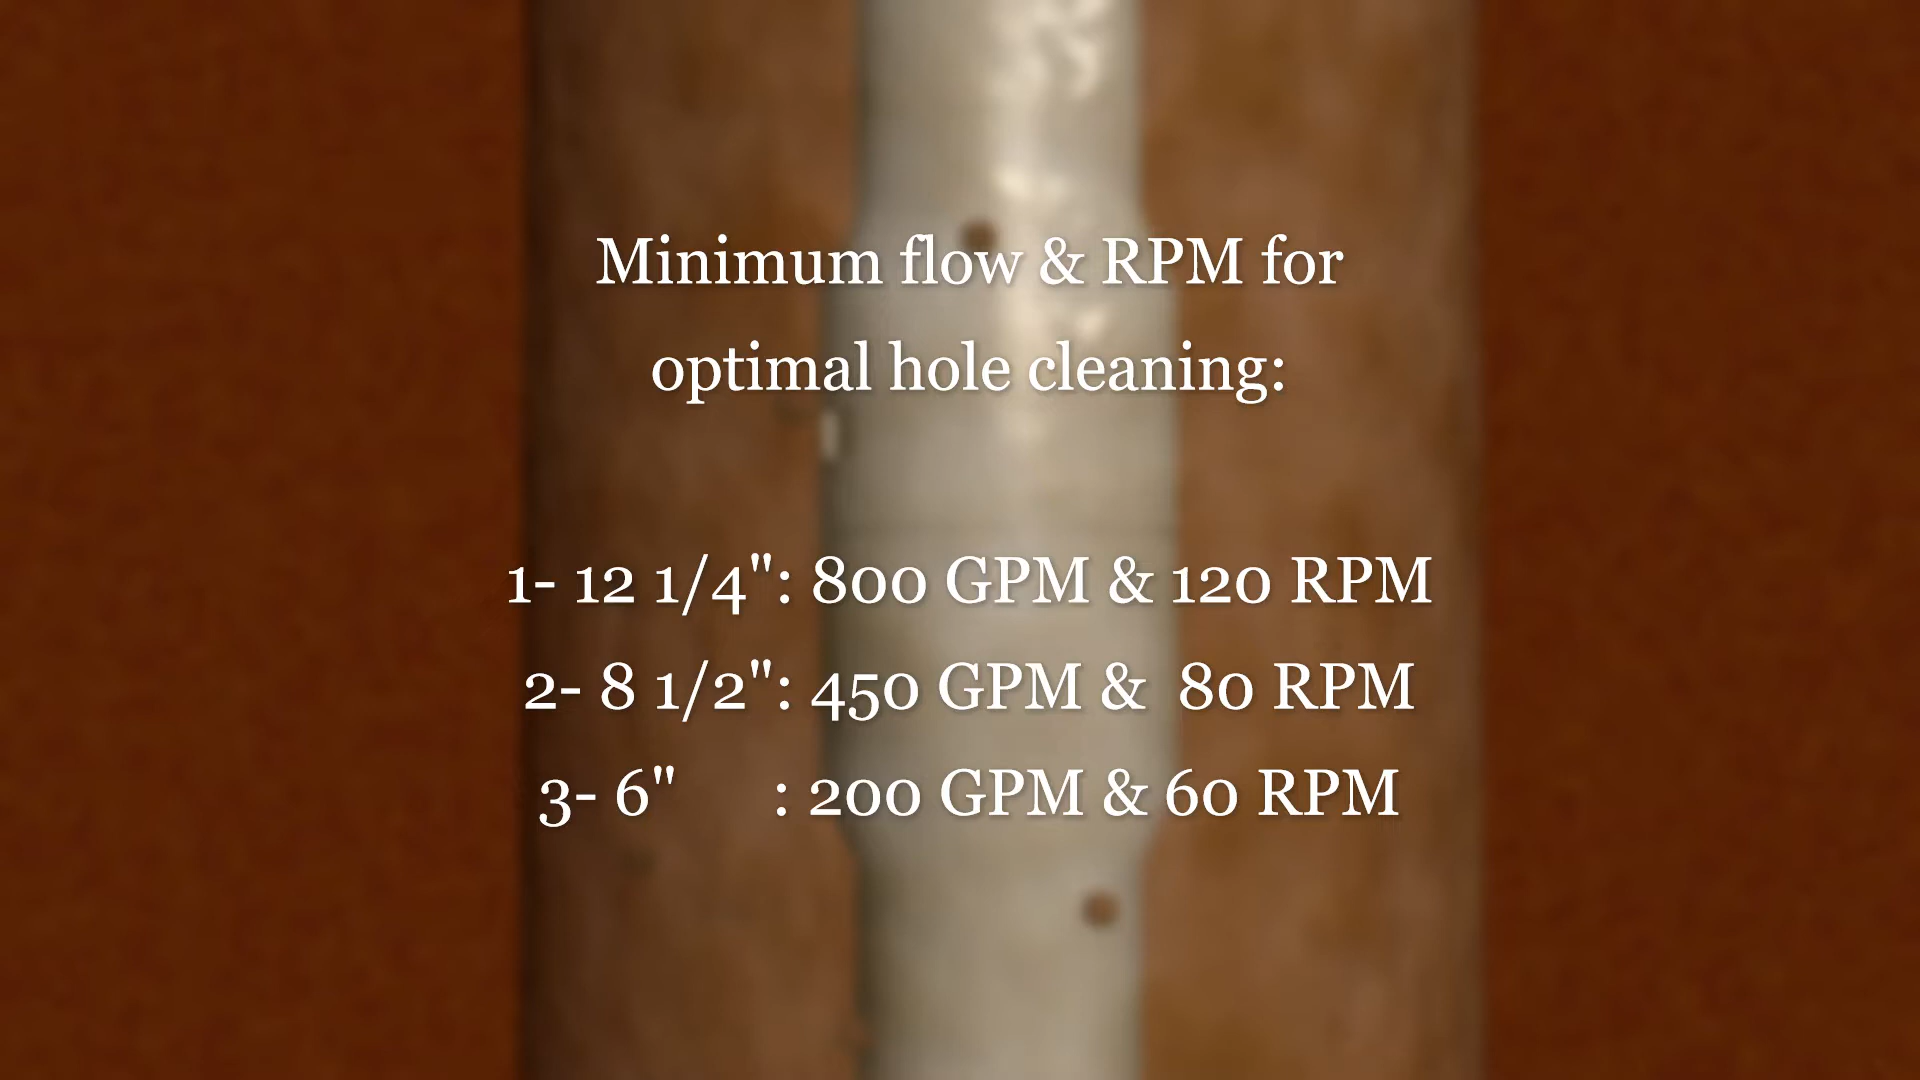 Minimum flow & RPM for
optimal hole cleaning:
1- 12 1/4": 800 GPM & 120 RPM
2- 8 1/2": 450 GPM &  80 RPM
3- 6"     : 200 GPM & 60 RPM